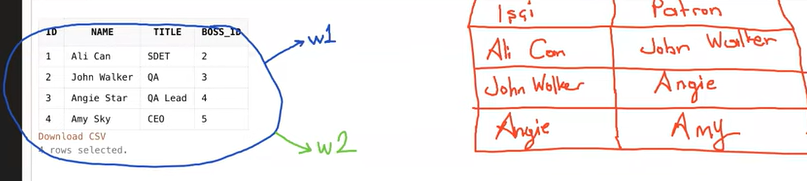 ID NAME TITLE BOSS_ID
1 Ali Can SDET 2
2 John Walker QA 3
3 Angie Star QA Lead 4
4 Amy Sky CEO 5
Download CSV
4 rows selected.
w1
w2
İşçi Patron
Ali Can John Walker
John Walker Angie
Angie Amy